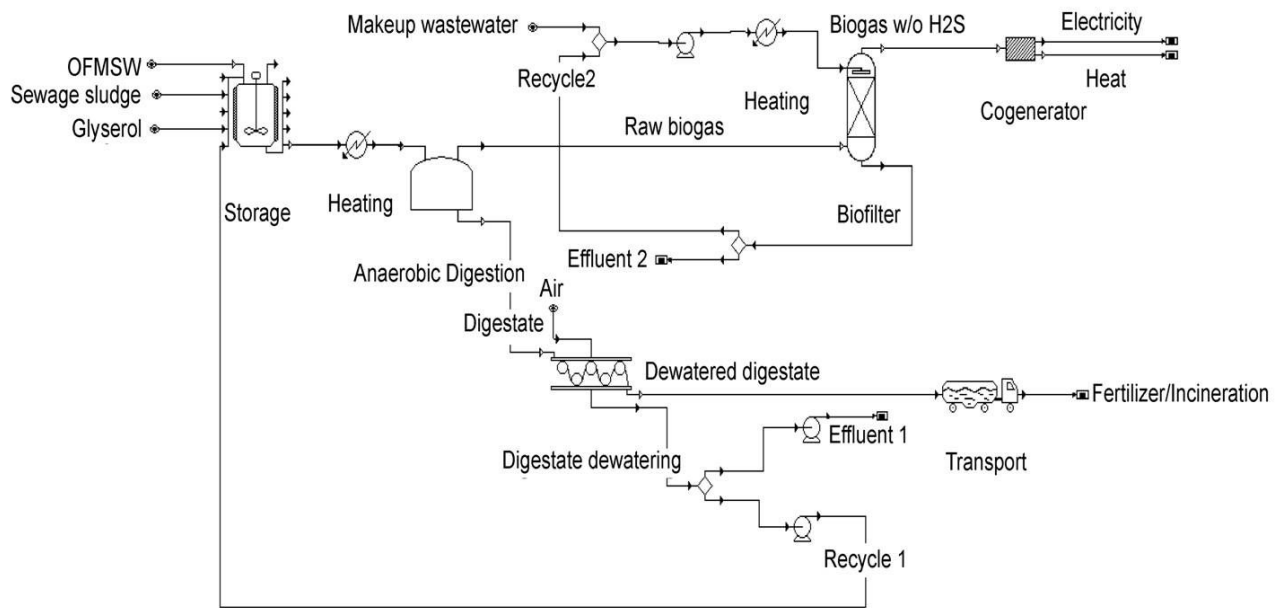 Makeup wastewater
Biogas w/o H2S
Electricity
OFMSW
Recycle2
Heat
Sewage sludge
Heating
Cogenerator
Glyserol
Raw biogas
Storage
Heating
Biofilter
Effluent 2
Anaerobic Digestion
Air
Digestate
Dewatered digestate
Fertilizer/Incineration
Effluent 1
Digestate dewatering
Transport
Recycle 1